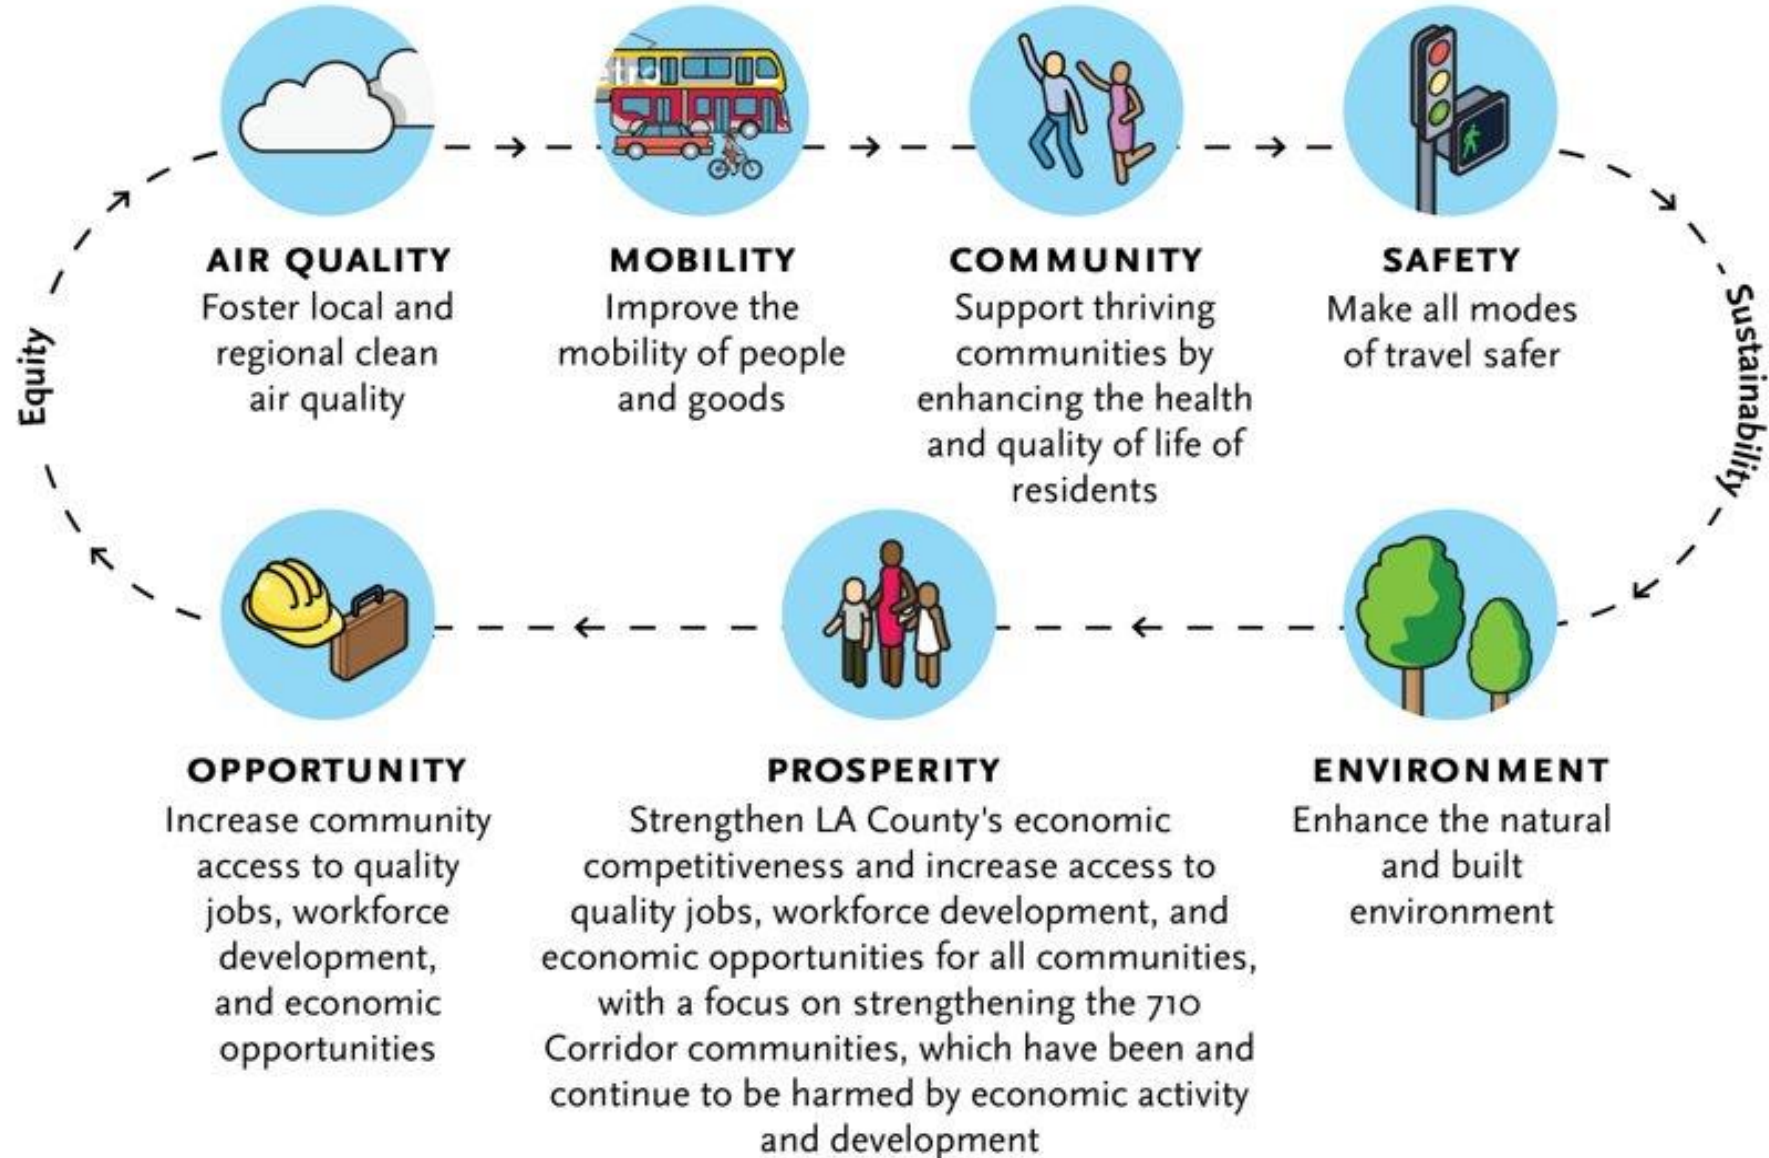 etro
AIR QUALITY
Foster local and
regional clean
air quality
MOBILITY
Improve the
mobility of people
and goods
COMMUNITY
Support thriving
communities by
enhancing the health
and quality of life of
residents
SAFETY
Make all modes
of travel safer
Sustainability
ENVIRONMENT
Enhance the natural
and built
environment
PROSPERITY
Strengthen LA County's economic
competitiveness and increase access to
quality jobs, workforce development, and
economic opportunities for all communities,
with a focus on strengthening the 710
Corridor communities, which have been and
continue to be harmed by economic activity
and development
OPPORTUNITY
Increase community
access to quality
jobs, workforce
development,
and economic
opportunities
Equity